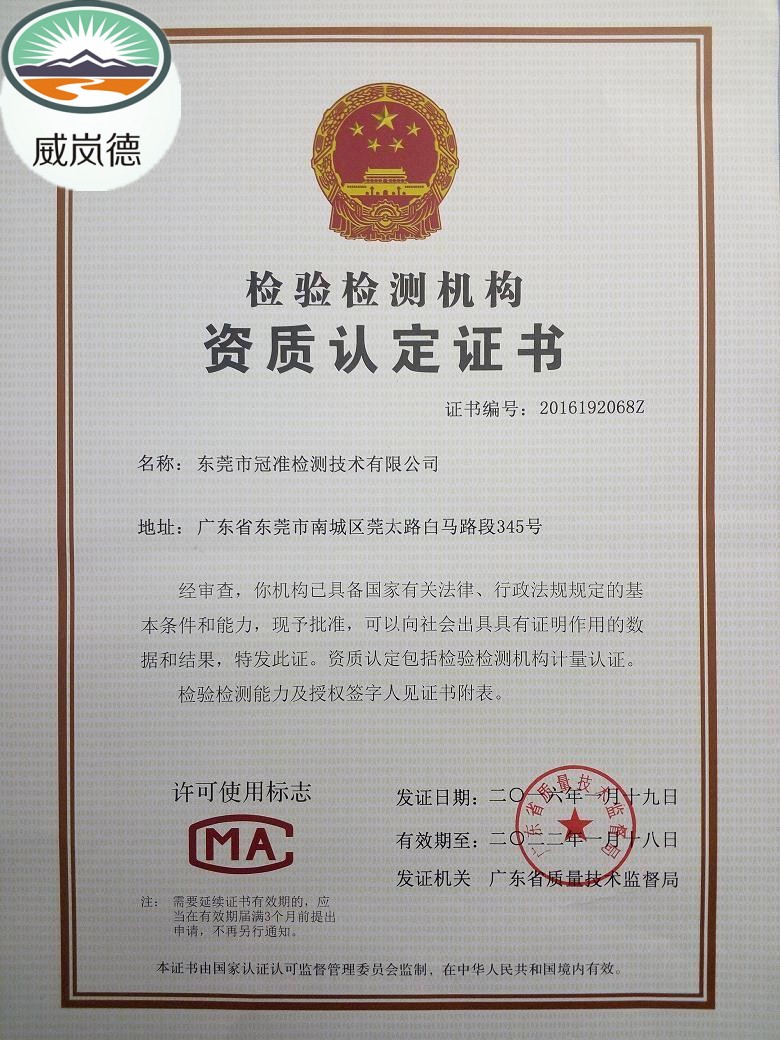 威岚德
检验检测机构
资质认定证书
证书编号：2016192068Z
名称：东莞市冠准检测技术有限公司
地址：广东省东莞市南城区莞太路白马路段345号
经审查，你机构已具备国家有关法律、行政法规规定的基
本条件和能力，现予批准，可以向社会出具具有证明作用的数
据和结果，特发此证。资质认定包括检验检测机构计量认证。
检验检测能力及授权签字人见证书附表。
许可使用标志
MA
注：需要延续证书有效期的，应
当在有效期届满3个月前提出
申请，不再另行通知。
发证日期：二〇一六年一月十九日
有效期至：二〇二二年一月十八日
发证机关 广东省质量技术监督局
广东省质量技术监督局
本证书由国家认证认可监督管理委员会监制，在中华人民共和国境内有效。